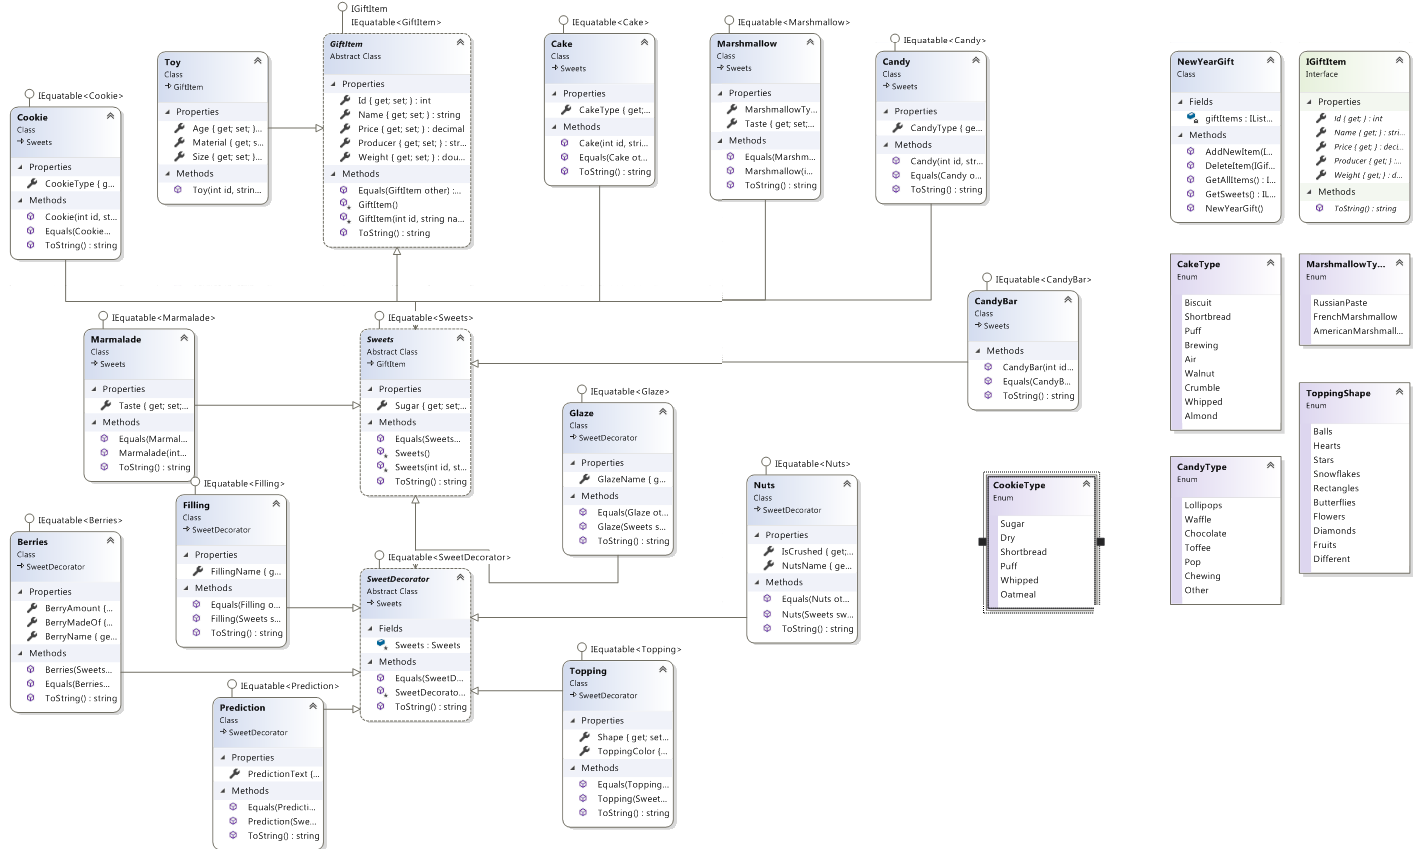 IEquatable<Cookie>
Cookie
Class
Sweets
Properties
CookieType { g...
Methods
Cookie(int id, st...
Equals(Cookie...
ToString() : string
Toy
Class
GiftItem
Properties
Age { get; set; }...
Material { get; s...
Size { get; set; }...
Methods
Toy(int id, strin...
IGiftItem
IEquatable<GiftItem>
GiftItem
Abstract Class
Properties
Id { get; set; } : int
Name { get; set; } : string
Price { get; set; } : decimal
Producer { get; set; } : str...
Weight { get; set; } : dou...
Methods
Equals(GiftItem other) :...
GiftItem()
GiftItem(int id, string na...
ToString() : string
IEquatable<Cake>
Cake
Class
Sweets
Properties
CakeType { get;...
Methods
Cake(int id, stri...
Equals(Cake ot...
ToString() : string
IEquatable<Marshmallow>
Marshmallow
Class
Sweets
Properties
MarshmallowTy...
Taste { get; set;...
Methods
Equals(Marshm...
Marshmallow(i...
ToString() : string
IEquatable<Candy>
Candy
Class
Sweets
Properties
CandyType { ge...
Methods
Candy(int id, str...
Equals(Candy o...
ToString() : string
NewYearGift
Class
Fields
giftItems : IList...
Methods
AddNewItem(I...
DeleteItem(IGif...
GetAllItems() : I...
GetSweets() : IL...
NewYearGift()
IGiftItem
Interface
Properties
Id { get; } : int
Name { get; } : stri...
Price { get; } : deci...
Producer { get; } :...
Weight { get; } : d...
Methods
ToString() : string
IEquatable<Marmalade>
Marmalade
Class
Sweets
Properties
Taste { get; set;...
Methods
Equals(Marmal...
Marmalade(int...
ToString() : string
IEquatable<Sweets>
Sweets
Abstract Class
GiftItem
Properties
Sugar { get; set;...
Methods
Equals(Sweets...
Sweets()
Sweets(int id, st...
ToString() : string
IEquatable<CandyBar>
CandyBar
Class
Sweets
Methods
CandyBar(int id...
Equals(CandyB...
ToString() : string
CakeType
Enum
Biscuit
Shortbread
Puff
Brewing
Air
Walnut
Crumble
Whipped
Almond
MarshmallowTy...
Enum
RussianPaste
FrenchMarshmallow
AmericanMarshmall...
IEquatable<Glaze>
Glaze
Class
SweetDecorator
Properties
GlazeName { g...
Methods
Equals(Glaze ot...
Glaze(Sweets s...
ToString() : string
IEquatable<Nuts>
Nuts
Class
SweetDecorator
Properties
IsCrushed { get;...
NutsName { ge...
Methods
Equals(Nuts ot...
Nuts(Sweets sw...
ToString() : string
CookieType
Enum
Sugar
Dry
Shortbread
Puff
Whipped
Oatmeal
CandyType
Enum
Lollipops
Waffle
Chocolate
Toffee
Pop
Chewing
Other
ToppingShape
Enum
Balls
Hearts
Stars
Snowflakes
Rectangles
Butterflies
Flowers
Diamonds
Fruits
Different
IEquatable<Berries>
Berries
Class
SweetDecorator
Properties
BerryAmount {...
BerryMadeOf {...
BerryName { ge...
Methods
Berries(Sweets...
Equals(Berries...
ToString() : string
IEquatable<Filling>
Filling
Class
SweetDecorator
Properties
FillingName { g...
Methods
Equals(Filling o...
Filling(Sweets s...
ToString() : string
IEquatable<SweetDecorator>
SweetDecorator
Abstract Class
Sweets
Fields
Sweets : Sweets
Methods
Equals(SweetD...
SweetDecorato...
ToString() : string
IEquatable<Prediction>
Prediction
Class
SweetDecorator
Properties
PredictionText {...
Methods
Equals(Predicti...
Prediction(Swe...
ToString() : string
IEquatable<Topping>
Topping
Class
SweetDecorator
Properties
Shape { get; set...
ToppingColor {...
Methods
Equals(Topping...
Topping(Sweet...
ToString() : string